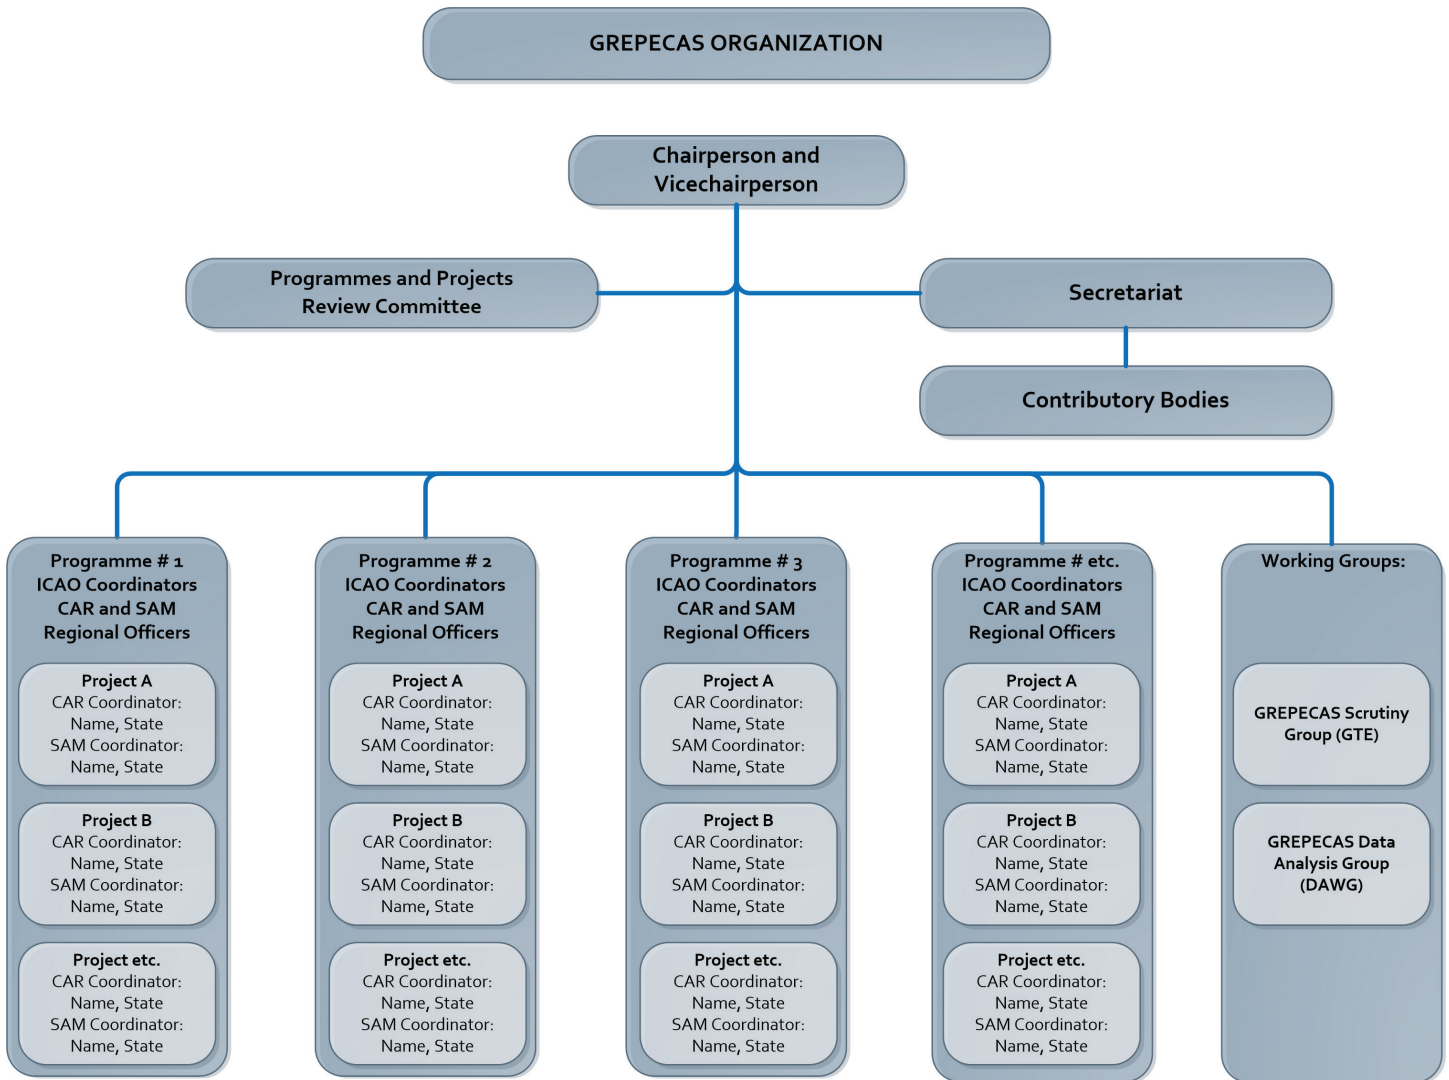 GREPECAS ORGANIZATION
Chairperson and
Vicechairperson
Programmes and Projects
Review Committee
Secretariat
Contributory Bodies
Programme # 1
ICAO Coordinators
CAR and SAM
Regional Officers
Project A
CAR Coordinator:
Name, State
SAM Coordinator:
Name, State
Project B
CAR Coordinator:
Name, State
SAM Coordinator:
Name, State
Project etc.
CAR Coordinator:
Name, State
SAM Coordinator:
Name, State
Programme # 2
ICAO Coordinators
CAR and SAM
Regional Officers
Project A
CAR Coordinator:
Name, State
SAM Coordinator:
Name, State
Project B
CAR Coordinator:
Name, State
SAM Coordinator:
Name, State
Project etc.
CAR Coordinator:
Name, State
SAM Coordinator:
Name, State
Programme # 3
ICAO Coordinators
CAR and SAM
Regional Officers
Project A
CAR Coordinator:
Name, State
SAM Coordinator:
Name, State
Project B
CAR Coordinator:
Name, State
SAM Coordinator:
Name, State
Project etc.
CAR Coordinator:
Name, State
SAM Coordinator:
Name, State
Programme # etc.
ICAO Coordinators
CAR and SAM
Regional Officers
Project A
CAR Coordinator:
Name, State
SAM Coordinator:
Name, State
Project B
CAR Coordinator:
Name, State
SAM Coordinator:
Name, State
Project etc.
CAR Coordinator:
Name, State
SAM Coordinator:
Name, State
Working Groups:
GREPECAS Scrutiny
Group (GTE)
GREPECAS Data
Analysis Group
(DAWG)